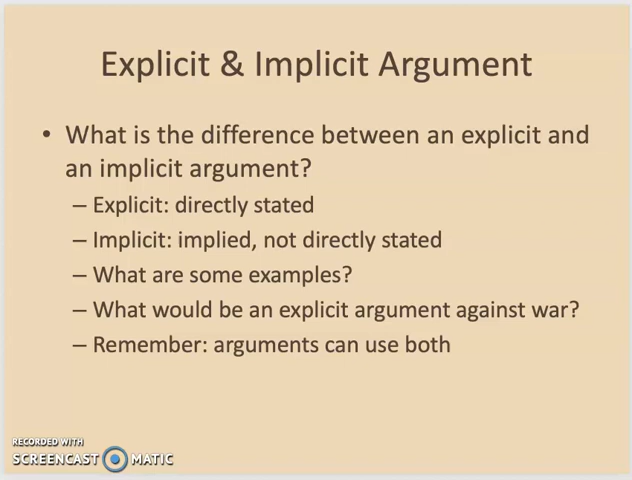 Explicit & Implicit Argument
• What is the difference between an explicit and
an implicit argument?
– Explicit: directly stated
– Implicit: implied, not directly stated
– What are some examples?
– What would be an explicit argument against war?
– Remember: arguments can use both
RECORDED WITH
SCREENCAST MATIC